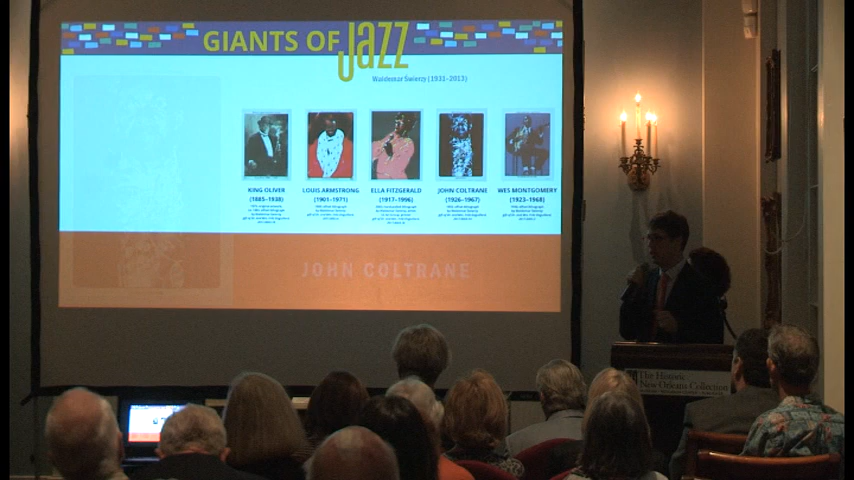 GIANTS OF Jazz
Waldemar Świerzy (1931–2013)
KING OLIVER
(1885–1938)
LOUIS ARMSTRONG
(1901–1971)
ELLA FITZGERALD
(1917–1996)
JOHN COLTRANE
(1926–1967)
WES MONTGOMERY
(1923–1968)
JOHN COLTRANE
The Historic
New Orleans Collection